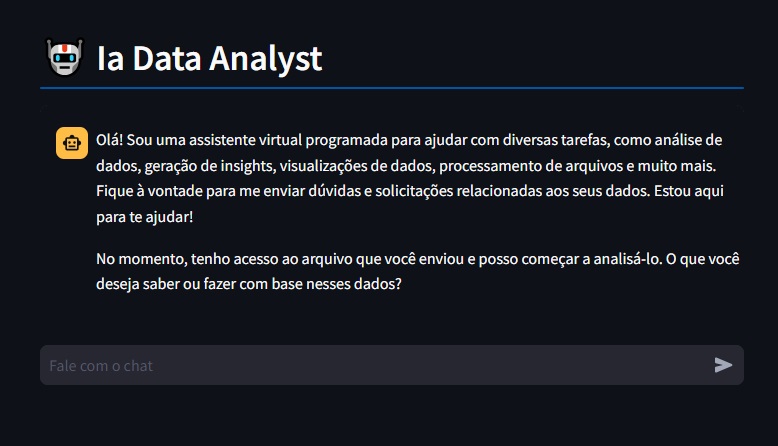 Ia Data Analyst
Olá! Sou uma assistente virtual programada para ajudar com diversas tarefas, como análise de
dados, geração de insights, visualizações de dados, processamento de arquivos e muito mais.
Fique à vontade para me enviar dúvidas e solicitações relacionadas aos seus dados. Estou aqui
para te ajudar!
No momento, tenho acesso ao arquivo que você enviou e posso começar a analisá-lo. O que você
deseja saber ou fazer com base nesses dados?
Fale com o chat